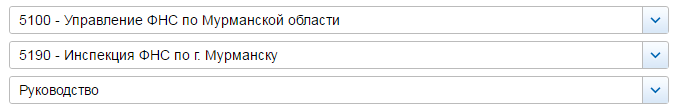 5100 - Управление ФНС по Мурманской области
5190 - Инспекция ФНС по г. Мурманску
Руководство